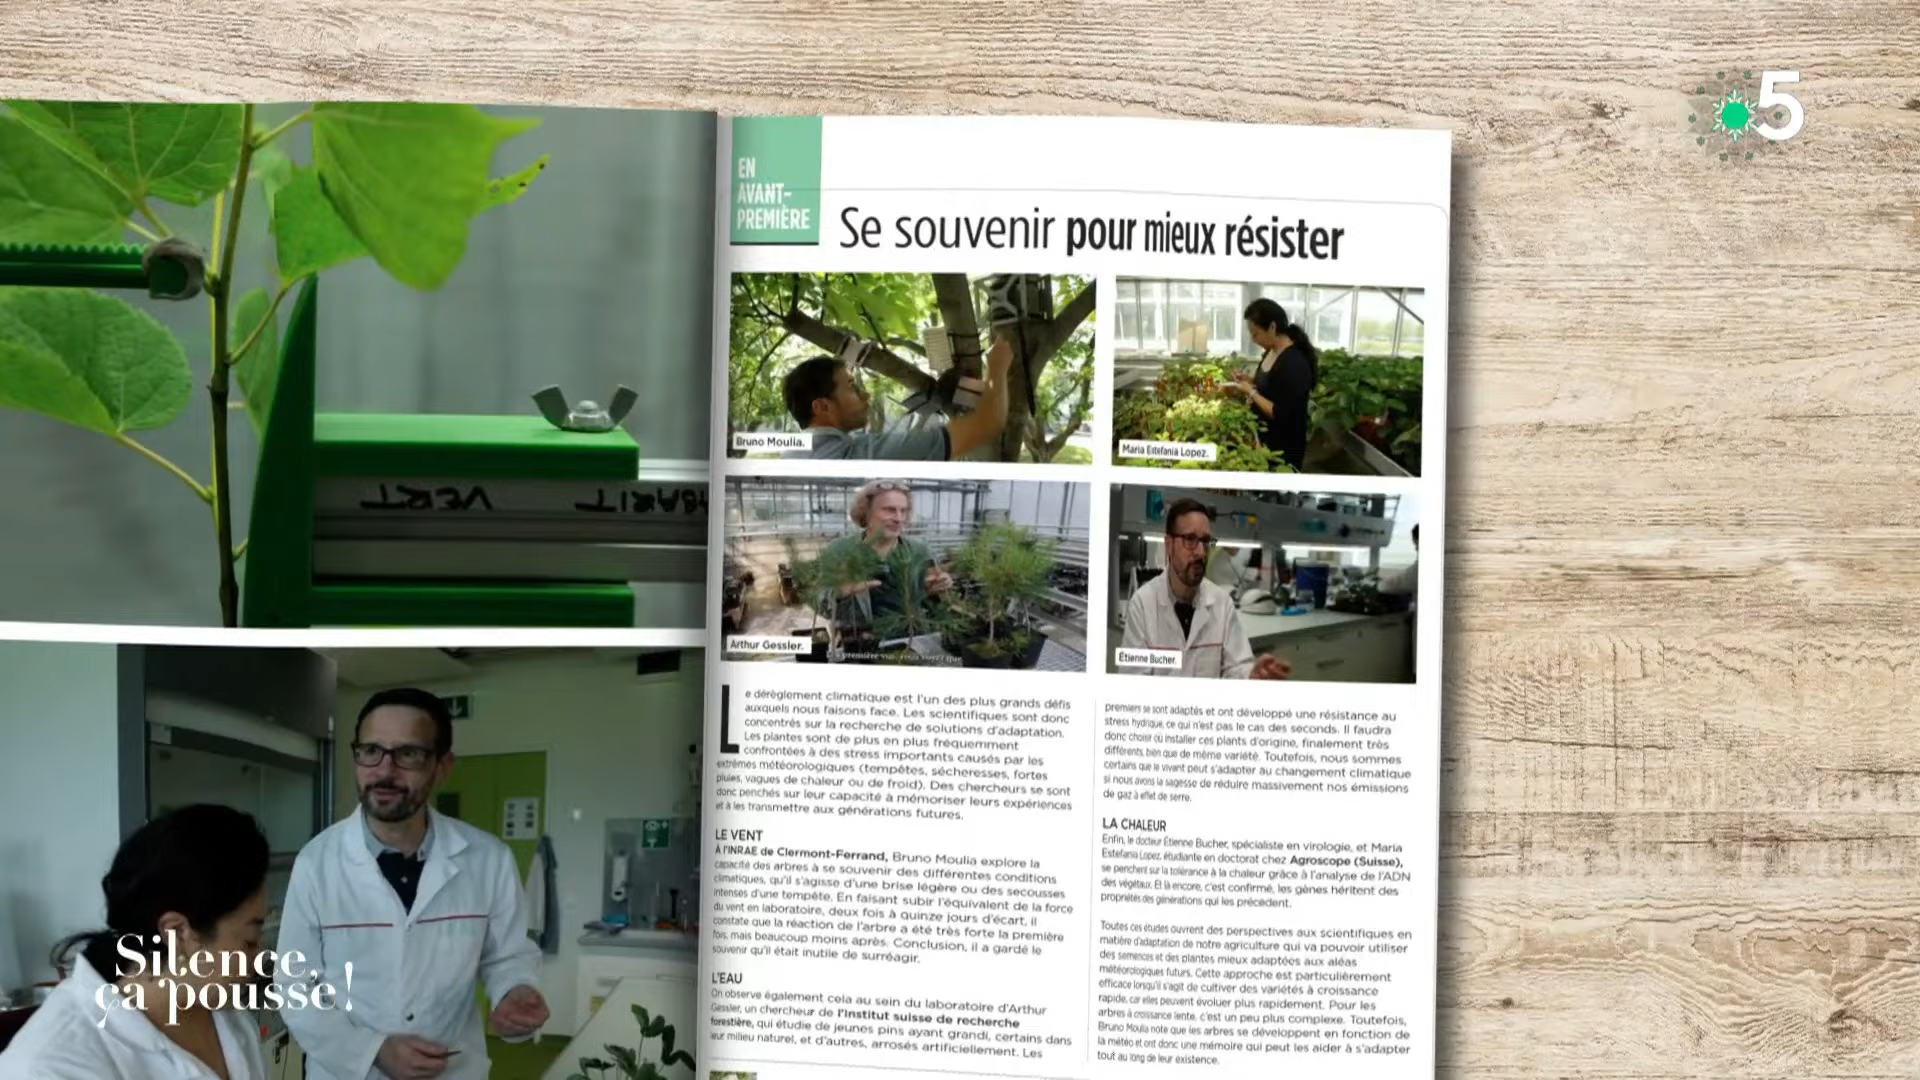 5
EN
AVANT-
PREMIÈRE
Se souvenir pour mieux résister
VERT
Bruno Moulia.
Maria Estefania Lopez.
Arthur Gessler.
Étienne Bucher.
Le dérèglement climatique est l'un des plus grands défis
auxquels nous faisons face. Les scientifiques sont donc
concentrés sur la recherche de solutions d'adaptation.
Les plantes sont de plus en plus fréquemment
confrontées à des stress importants causés par les
extrêmes météorologiques (tempêtes, sécheresses, fortes
pluies, vagues de chaleur ou de froid). Des chercheurs se sont
donc penchés sur leur capacité à mémoriser leurs expériences
et à les transmettre aux générations futures.
LE VENT
À l'INRAE de Clermont-Ferrand, Bruno Moulia explore la
capacité des arbres à se souvenir des différentes conditions
climatiques, qu'il s'agisse d'une brise légère ou des secousses
intenses d'une tempête. En faisant subir l'équivalent de la force
du vent en laboratoire, deux fois à quinze jours d'écart, il
constate que la réaction de l'arbre a été très forte la première
fois, mais beaucoup moins après. Conclusion, il a gardé le
souvenir qu'il était inutile de surréagir.
L'EAU
On observe également cela au sein du laboratoire d'Arthur
Gessler, un chercheur de l'Institut suisse de recherche
forestière, qui étudie de jeunes pins ayant grandi, certains dans
leur milieu naturel, et d'autres, arrosés artificiellement. Les
premiers se sont adaptés et ont développé une résistance au
stress hydrique, ce qui n'est pas le cas des seconds. Il faudra
donc choisir où installer ces plants d'origine, finalement très
différents, bien que de même variété. Toutefois, nous sommes
certains que le vivant peut s'adapter au changement climatique
si nous avons la sagesse de réduire massivement nos émissions
de gaz à effet de serre.
LA CHALEUR
Enfin, le docteur Étienne Bucher, spécialiste en virologie, et Maria
Estefania Lopez, étudiante en doctorat chez Agroscope (Suisse),
se penchent sur la tolérance à la chaleur grâce à l'analyse de l'ADN
des végétaux. Et là encore, c'est confirmé, les gènes héritent des
propriétés des générations qui les précèdent.
Toutes ces études ouvrent des perspectives aux scientifiques en
matière d'adaptation de notre agriculture qui va pouvoir utiliser
des semences et des plantes mieux adaptées aux aléas
météorologiques futurs. Cette approche est particulièrement
efficace lorsqu'il s'agit de cultiver des variétés à croissance
rapide, car elles peuvent évoluer plus rapidement. Pour les
arbres à croissance lente, c'est un peu plus complexe. Toutefois,
Bruno Moulia note que les arbres se développent en fonction de
la météo et ont donc une mémoire qui peut les aider à s'adapter
tout au long de leur existence.
Silence,
ça pousse!